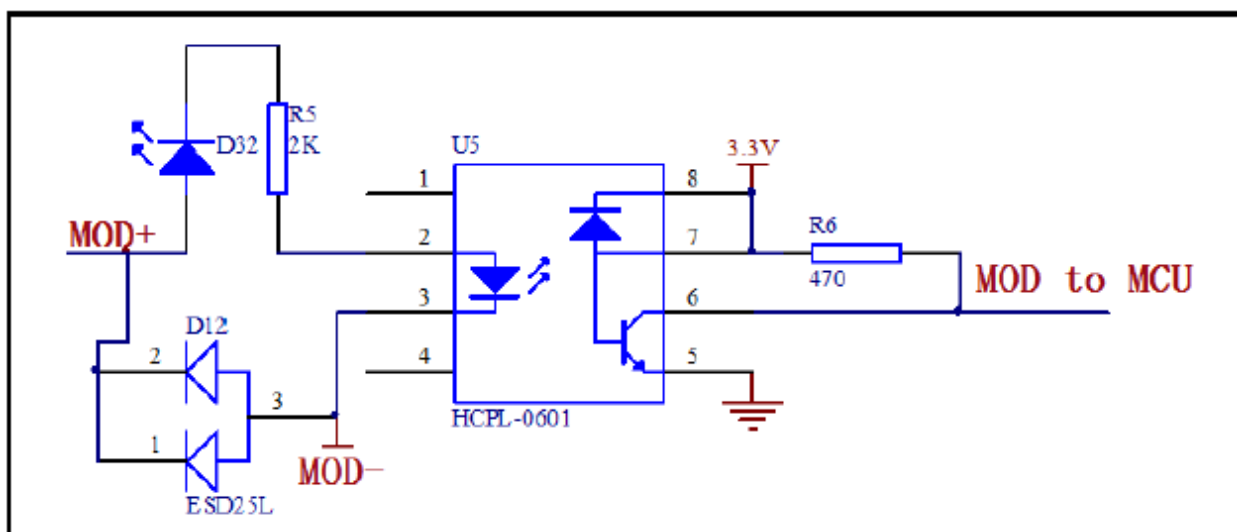 R5
2K
D32
MOD+
D12
2
1
3
ESD25L
MOD-
U5
1
2
3
4
HCPL-0601
8
7
6
5
3.3V
R6
470
MOD to MCU